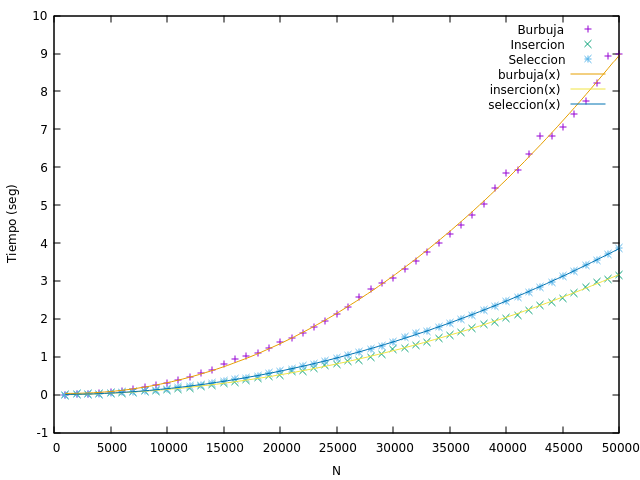 10
9
8
7
6
5
4
3
2
1
0
-1
Tiempo (seg)
Burbuja
Insercion
Seleccion
burbuja(x)
insercion(x)
seleccion(x)
0 5000 10000 15000 20000 25000 30000 35000 40000 45000 50000
N